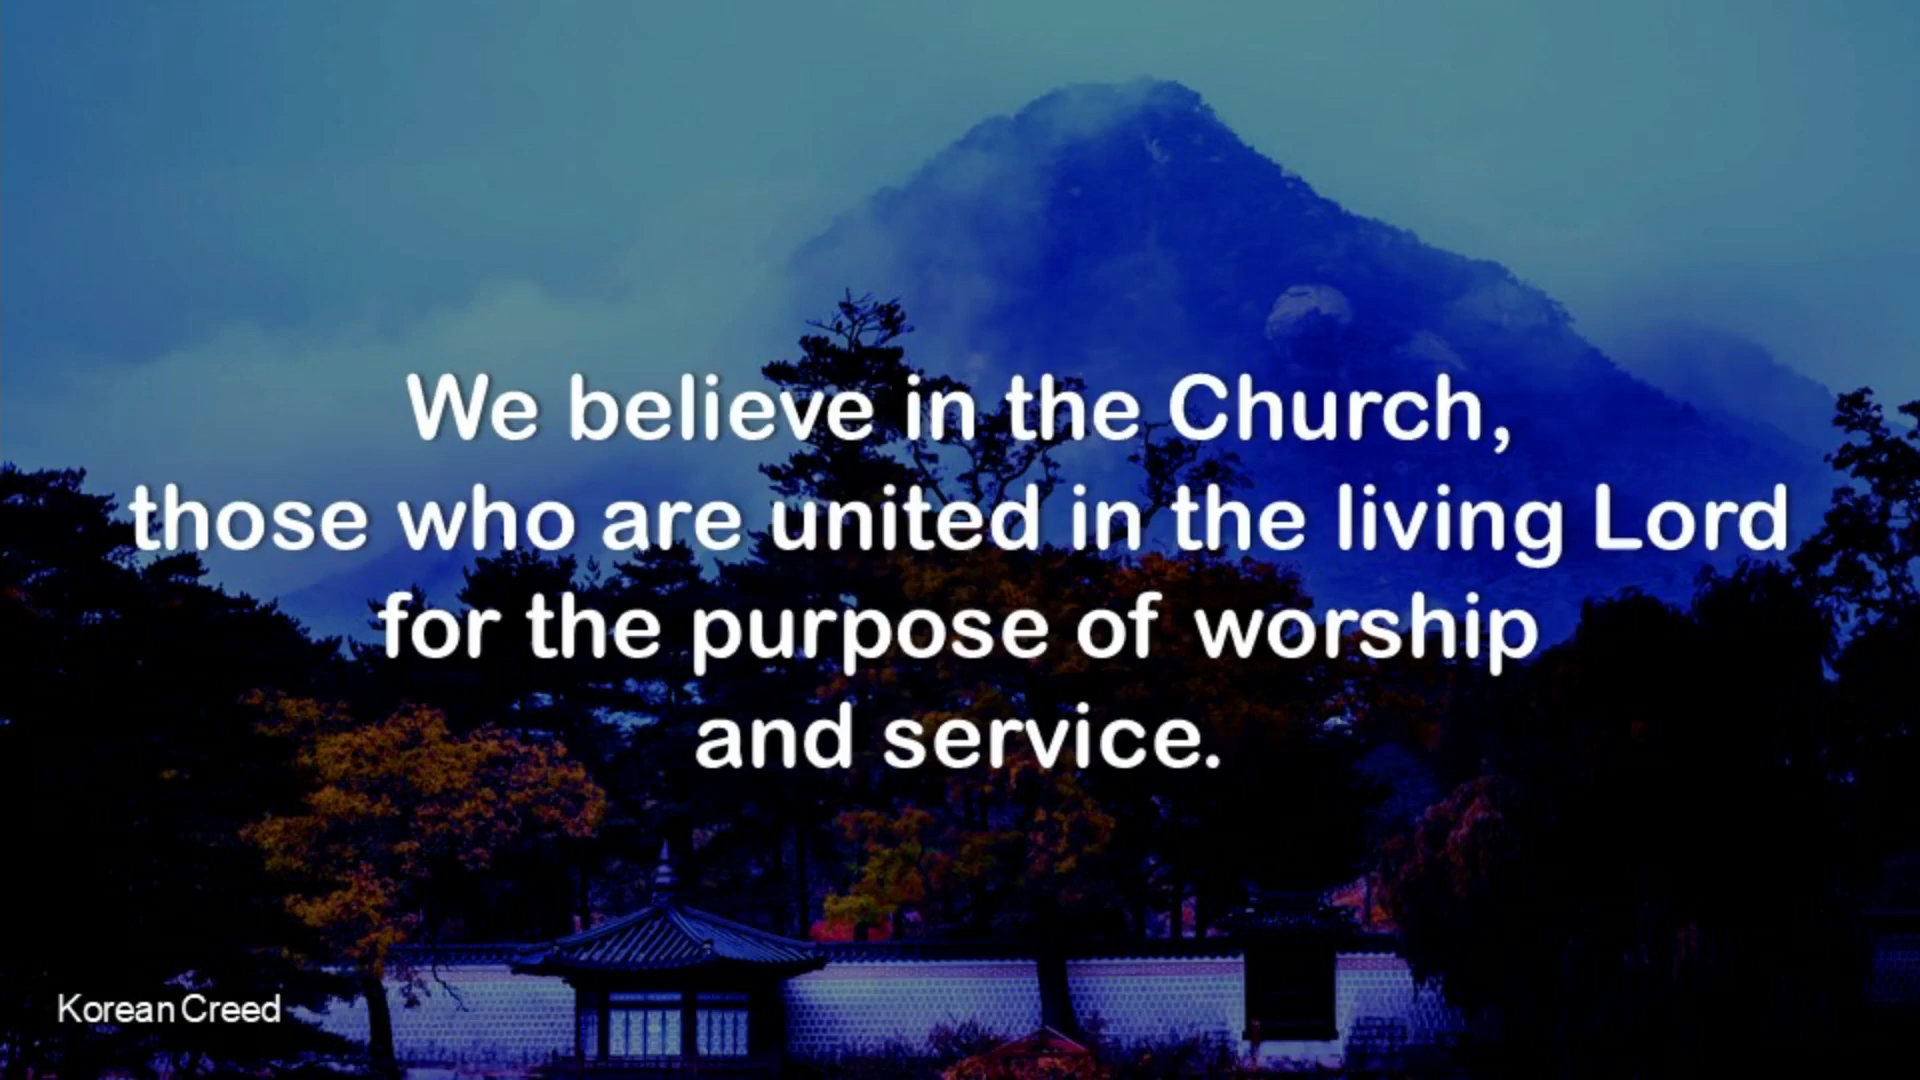 We believe in the Church,
those who are united in the living Lord
for the purpose of worship
and service.
Korean Creed